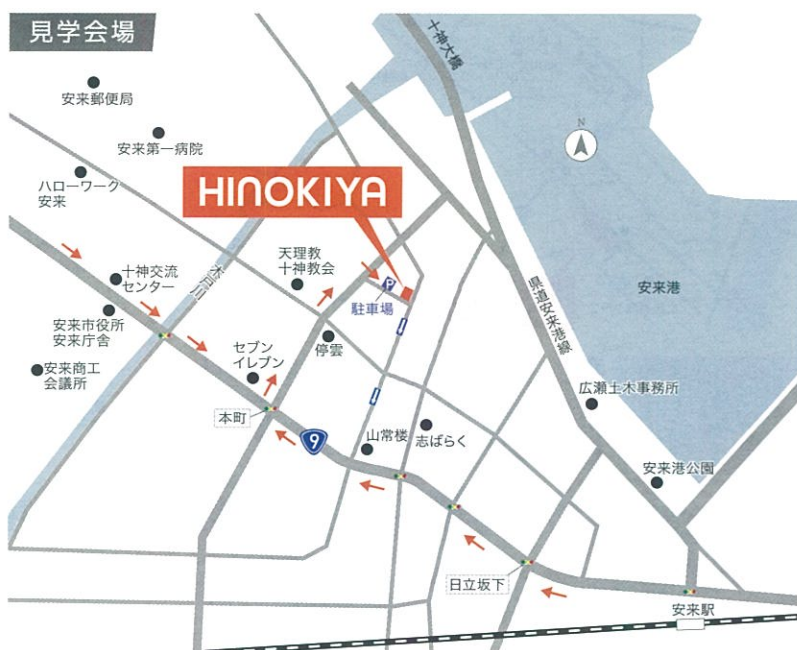 見学会場
十神大橋
安来郵便局
安来第一病院
N
ハローワーク
安来
HINOKIYA
天理教
十神教会
十神交流
センター
木戸川
P
駐車場
県道安来港線
安来港
安来市役所
安来庁舎
停雲
セブン
イレブン
安来商工
会議所
広瀬土木事務所
本町
9
山常楼
志ばらく
安来港公園
日立坂下
安来駅